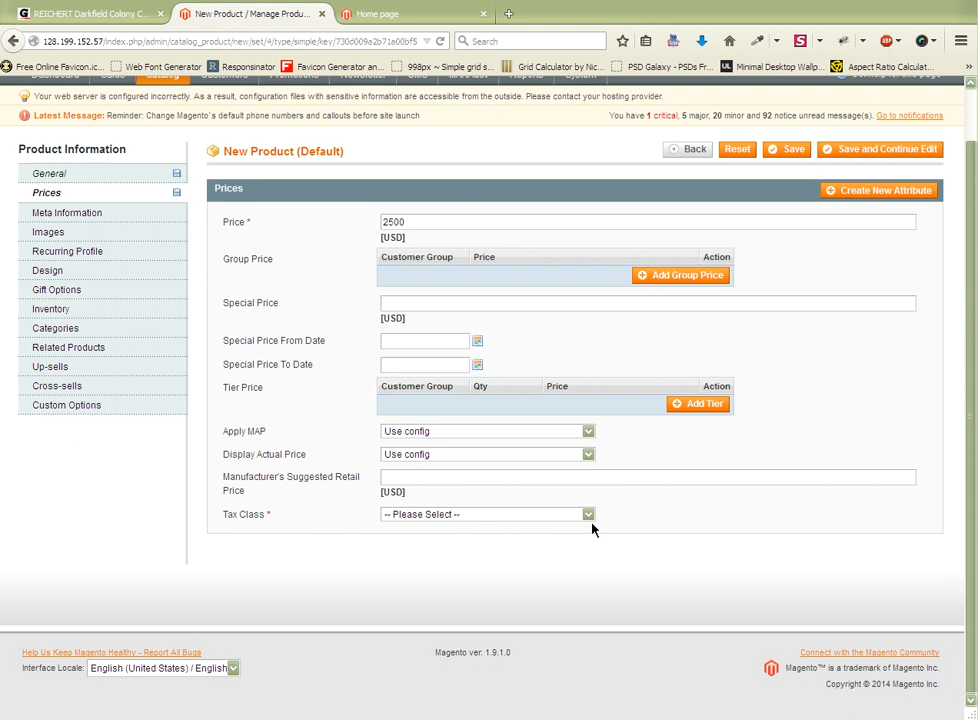 REICHERT Darkfield Colony C...
New Product / Manage Produ...
Home page
128.199.152.57/index.php/admin/catalog_product/new/set/4/type/simple/key/730d009a2b71a00bf5
Search
Free Online Favicon.ic...
Web Font Generator
Responsinator
Favicon Generator an...
998px ~ Simple grid s...
Grid Calculator by Nic...
PSD Galaxy - PSDs Fr...
Minimal Desktop Wallp...
Aspect Ratio Calculat...
Your web server is configured incorrectly. As a result, configuration files with sensitive information are accessible from the outside. Please contact your hosting provider.
Latest Message: Reminder: Change Magento`s default phone numbers and callouts before site launch
You have 1 critical, 5 major, 20 minor and 92 notice unread message(s). Go to notifications
Product Information
General
Prices
Meta Information
Images
Recurring Profile
Design
Gift Options
Inventory
Categories
Related Products
Up-sells
Cross-sells
Custom Options
New Product (Default)
Back
Reset
Save
Save and Continue Edit
Prices
Create New Attribute
Price *
2500
[USD]
Group Price
Customer Group Price Action
Add Group Price
Special Price
[USD]
Special Price From Date
Special Price To Date
Tier Price
Customer Group Qty Price Action
Add Tier
Apply MAP
Use config
Display Actual Price
Use config
Manufacturer's Suggested Retail
Price
[USD]
Tax Class *
-- Please Select --
Help Us Keep Magento Healthy - Report All Bugs
Interface Locale: English (United States) / English
Magento ver. 1.9.1.0
Connect with the Magento Community
Magento™ is a trademark of Magento Inc.
Copyright © 2014 Magento Inc.